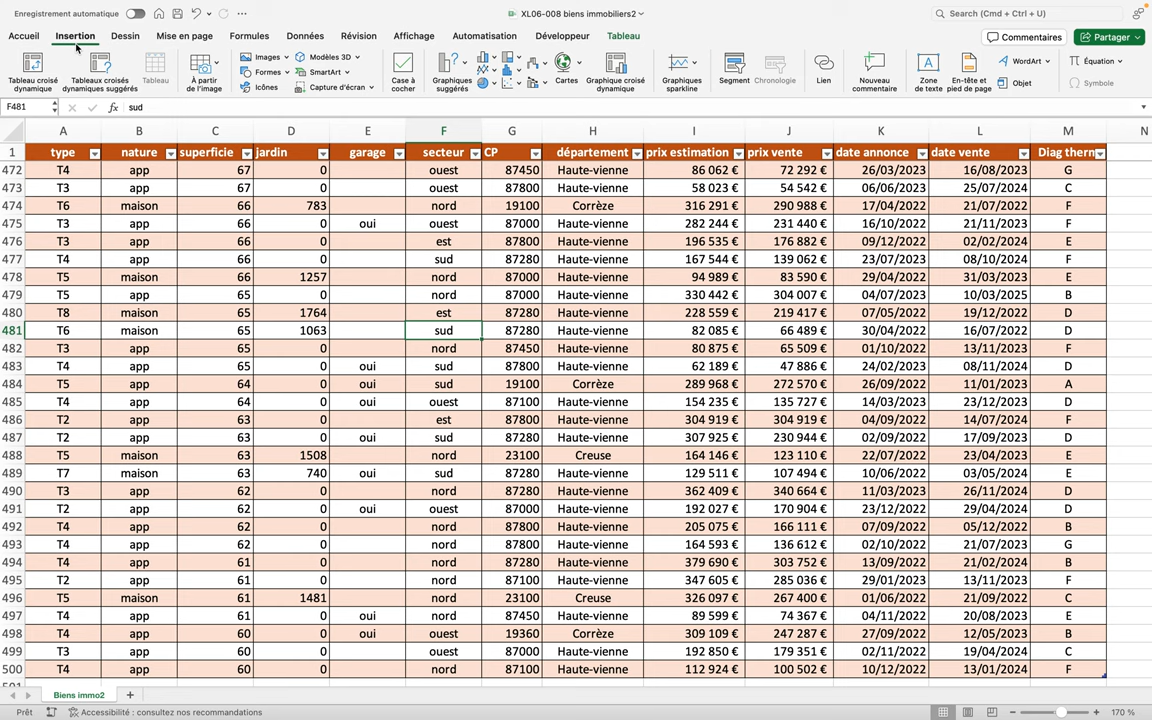 Enregistrement automatique XL06-008 biens immobiliers2 Search (Cmd + Ctrl + U)
Accueil Insertion Dessin Mise en page Formules Données Révision Affichage Automatisation Développeur Tableau Commentaires Partager
Tableau croisé dynamique
Tableaux croisés dynamiques suggérés
Tableau
À partir de l'image
Images
Formes
Icônes
Modèles 3D
SmartArt
Capture d'écran
Case à cocher
Graphiques suggérés
Cartes
Graphique croisé dynamique
Graphiques sparkline
Segment
Chronologie
Lien
Nouveau commentaire
Zone de texte
En-tête et pied de page
WordArt
Objet
Équation
Symbole
F481 fx sud
A B C D E F G H I J K L M N
1 type nature superficie jardin garage secteur CP département prix estimation prix vente date annonce date vente Diag therm
472 T4 app 67 0 ouest 87450 Haute-vienne 86 062 € 72 292 € 26/03/2023 16/08/2023 G
473 T3 app 67 0 ouest 87800 Haute-vienne 58 023 € 54 542 € 06/06/2023 25/07/2024 C
474 T6 maison 66 783 nord 19100 Corrèze 316 291 € 290 988 € 17/04/2022 21/07/2022 F
475 T3 app 66 0 oui ouest 87000 Haute-vienne 282 244 € 231 440 € 16/10/2022 21/11/2023 F
476 T3 app 66 0 est 87800 Haute-vienne 196 535 € 176 882 € 09/12/2022 02/02/2024 E
477 T4 app 66 0 sud 87280 Haute-vienne 167 544 € 139 062 € 23/07/2023 08/10/2024 F
478 T5 maison 66 1257 nord 87000 Haute-vienne 94 989 € 83 590 € 29/04/2022 31/03/2023 E
479 T5 app 65 0 nord 87000 Haute-vienne 330 442 € 304 007 € 04/07/2023 10/03/2025 B
480 T8 maison 65 1764 est 87280 Haute-vienne 228 559 € 219 417 € 07/05/2022 19/12/2022 D
481 T6 maison 65 1063 sud 87280 Haute-vienne 82 085 € 66 489 € 30/04/2022 16/07/2022 D
482 T3 app 65 0 nord 87450 Haute-vienne 80 875 € 65 509 € 01/10/2022 13/11/2023 F
483 T4 app 65 0 oui sud 87800 Haute-vienne 62 189 € 47 886 € 24/02/2023 08/11/2024 D
484 T5 app 64 0 oui sud 19100 Corrèze 289 968 € 272 570 € 26/09/2022 11/01/2023 A
485 T4 app 64 0 oui ouest 87100 Haute-vienne 154 235 € 135 727 € 14/03/2023 23/12/2023 D
486 T2 app 63 0 est 87800 Haute-vienne 304 919 € 304 919 € 04/09/2022 14/07/2024 F
487 T2 app 63 0 oui sud 87280 Haute-vienne 307 925 € 230 944 € 02/09/2022 17/09/2023 D
488 T5 maison 63 1508 nord 23100 Creuse 164 146 € 123 110 € 22/07/2022 23/04/2023 E
489 T7 maison 63 740 oui sud 87280 Haute-vienne 129 511 € 107 494 € 10/06/2022 03/05/2024 E
490 T3 app 62 0 nord 87280 Haute-vienne 362 409 € 340 664 € 11/03/2023 26/11/2024 D
491 T2 app 62 0 oui ouest 87000 Haute-vienne 192 027 € 170 904 € 23/12/2022 29/04/2024 D
492 T4 app 62 0 nord 87800 Haute-vienne 205 075 € 166 111 € 07/09/2022 05/12/2022 B
493 T4 app 62 0 nord 87800 Haute-vienne 164 593 € 136 612 € 02/10/2022 21/07/2023 G
494 T4 app 61 0 nord 87280 Haute-vienne 379 690 € 303 752 € 13/09/2022 21/02/2024 B
495 T2 app 61 0 nord 87100 Haute-vienne 347 605 € 285 036 € 29/01/2023 13/11/2023 F
496 T5 maison 61 1481 nord 23100 Creuse 326 097 € 267 400 € 01/06/2022 21/09/2022 C
497 T4 app 61 0 oui nord 87450 Haute-vienne 89 599 € 74 367 € 04/11/2022 20/08/2023 E
498 T4 app 60 0 oui ouest 19360 Corrèze 309 109 € 247 287 € 27/09/2022 12/05/2023 B
499 T3 app 60 0 ouest 87000 Haute-vienne 192 850 € 179 351 € 02/11/2022 19/04/2024 C
500 T4 app 60 0 nord 87100 Haute-vienne 112 924 € 100 502 € 10/12/2022 13/01/2024 F
Biens immo2
Prêt Accessibilité : consultez nos recommandations 170 %